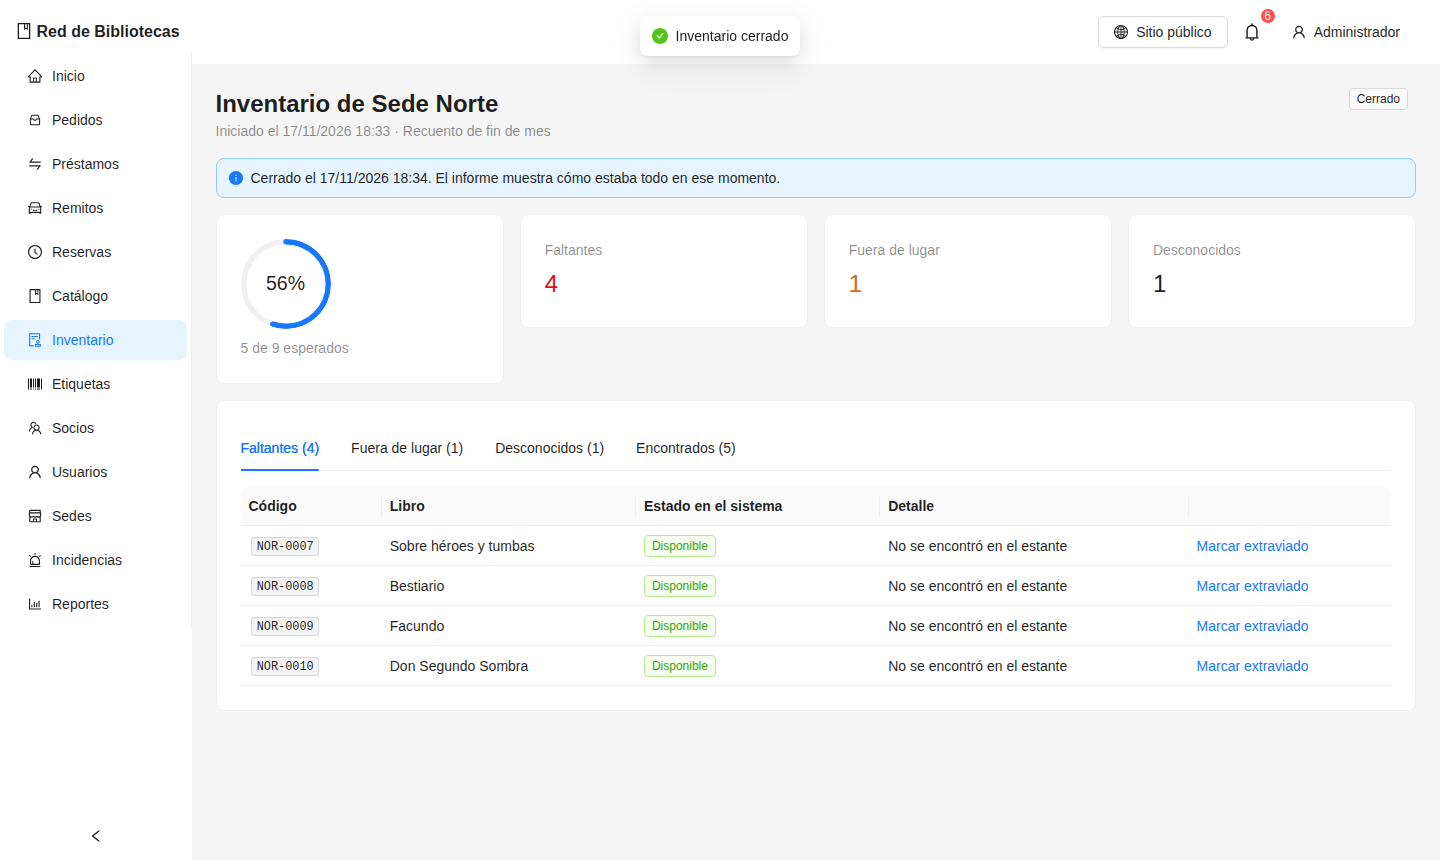 Red de Bibliotecas
Inventario cerrado
Sitio público
6
Administrador
Inicio
Pedidos
Préstamos
Remitos
Reservas
Catálogo
Inventario
Etiquetas
Socios
Usuarios
Sedes
Incidencias
Reportes
Inventario de Sede Norte
Cerrado
Iniciado el 17/11/2026 18:33 · Recuento de fin de mes
Cerrado el 17/11/2026 18:34. El informe muestra cómo estaba todo en ese momento.
56%
5 de 9 esperados
Faltantes
4
Fuera de lugar
1
Desconocidos
1
Faltantes (4) Fuera de lugar (1) Desconocidos (1) Encontrados (5)
Código Libro Estado en el sistema Detalle
NOR-0007 Sobre héroes y tumbas Disponible No se encontró en el estante Marcar extraviado
NOR-0008 Bestiario Disponible No se encontró en el estante Marcar extraviado
NOR-0009 Facundo Disponible No se encontró en el estante Marcar extraviado
NOR-0010 Don Segundo Sombra Disponible No se encontró en el estante Marcar extraviado